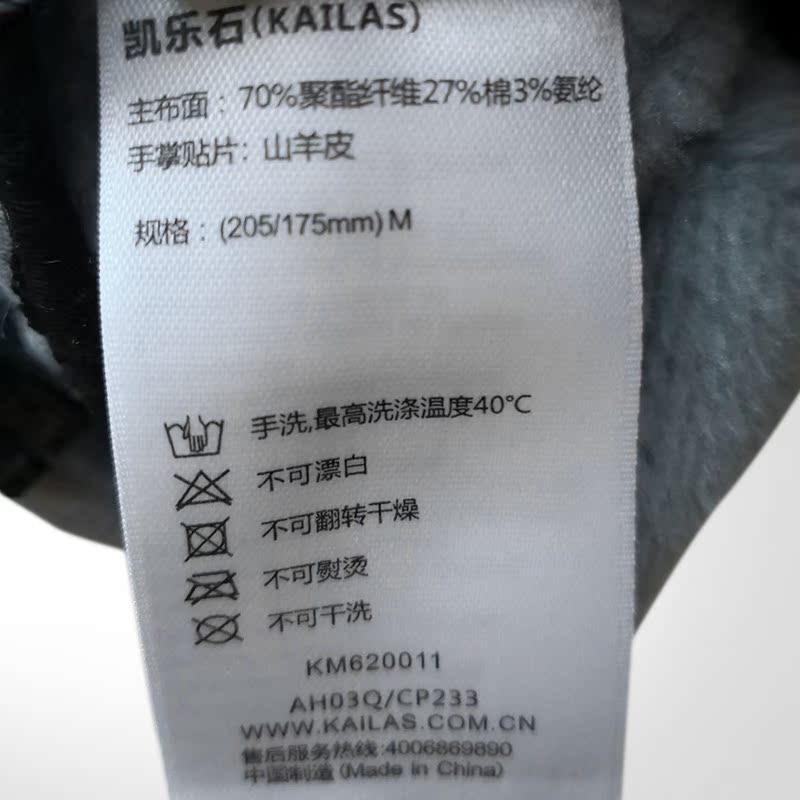 凯乐石(KAILAS)
主布面：70%聚酯纤维27%棉3%氨纶
手掌贴片：山羊皮
规格：(205/175mm) M
手洗,最高洗涤温度40℃
不可漂白
不可翻转干燥
不可熨烫
不可干洗
KM620011
AH03Q/CP233
WWW.KAILAS.COM.CN
售后服务热线:4006869890
中国制造 (Made in China)